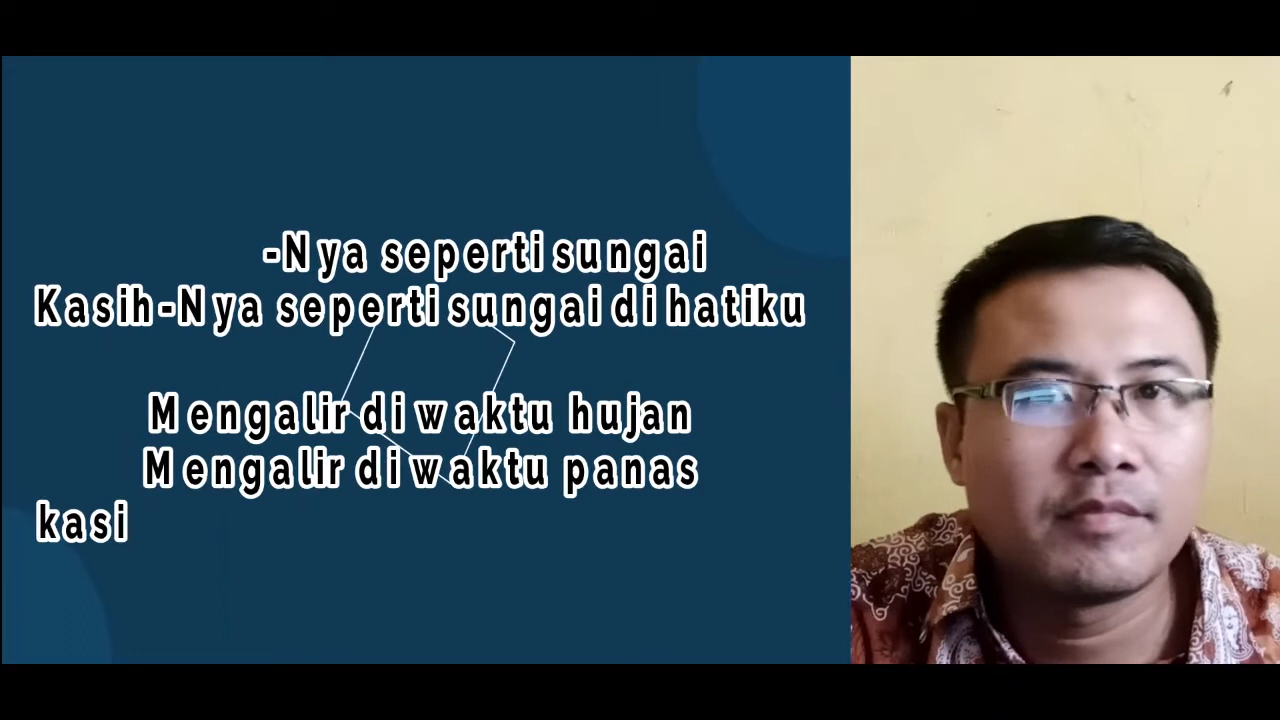 -Nya seperti sungai
Kasih-Nya seperti sungai di hatiku
Mengalir di waktu hujan
Mengalir di waktu panas
kasi